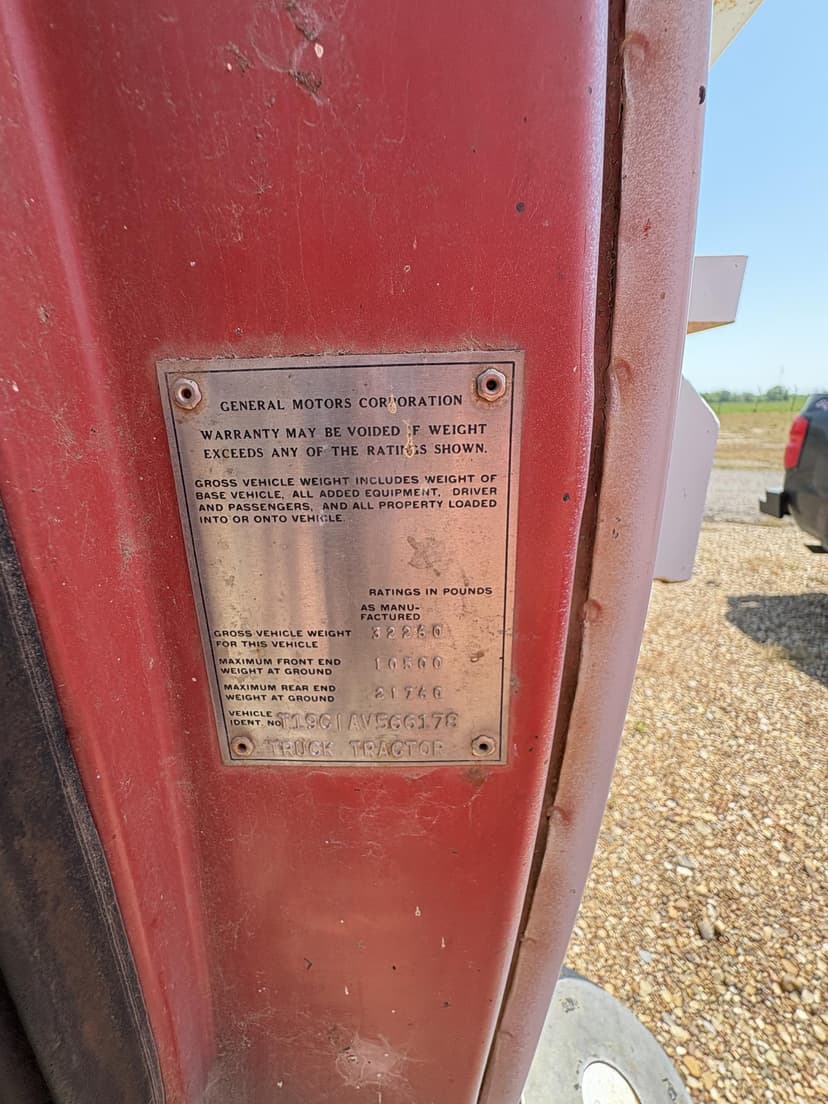 GENERAL MOTORS CORPORATION
WARRANTY MAY BE VOIDED IF WEIGHT
EXCEEDS ANY OF THE RATINGS SHOWN.
GROSS VEHICLE WEIGHT INCLUDES WEIGHT OF
BASE VEHICLE, ALL ADDED EQUIPMENT, DRIVER
AND PASSENGERS, AND ALL PROPERTY LOADED
INTO OR ONTO VEHICLE.
RATINGS IN POUNDS
AS MANU-
FACTURED
GROSS VEHICLE WEIGHT 32260
FOR THIS VEHICLE
MAXIMUM FRONT END 10500
WEIGHT AT GROUND
MAXIMUM REAR END 21760
WEIGHT AT GROUND
VEHICLE
IDENT. NO. T19C1AV566178
TRUCK TRACTOR